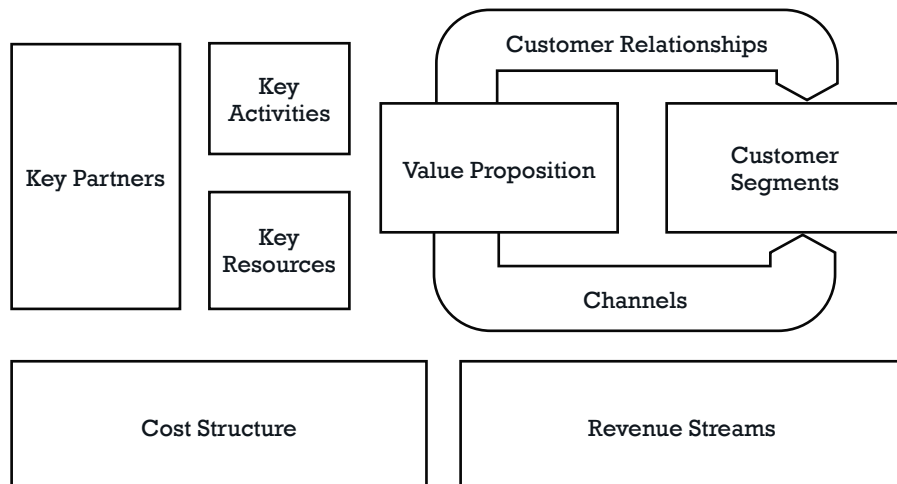 Customer Relationships
Key
Activities
Key Partners
Value Proposition
Customer
Segments
Key
Resources
Channels
Cost Structure
Revenue Streams